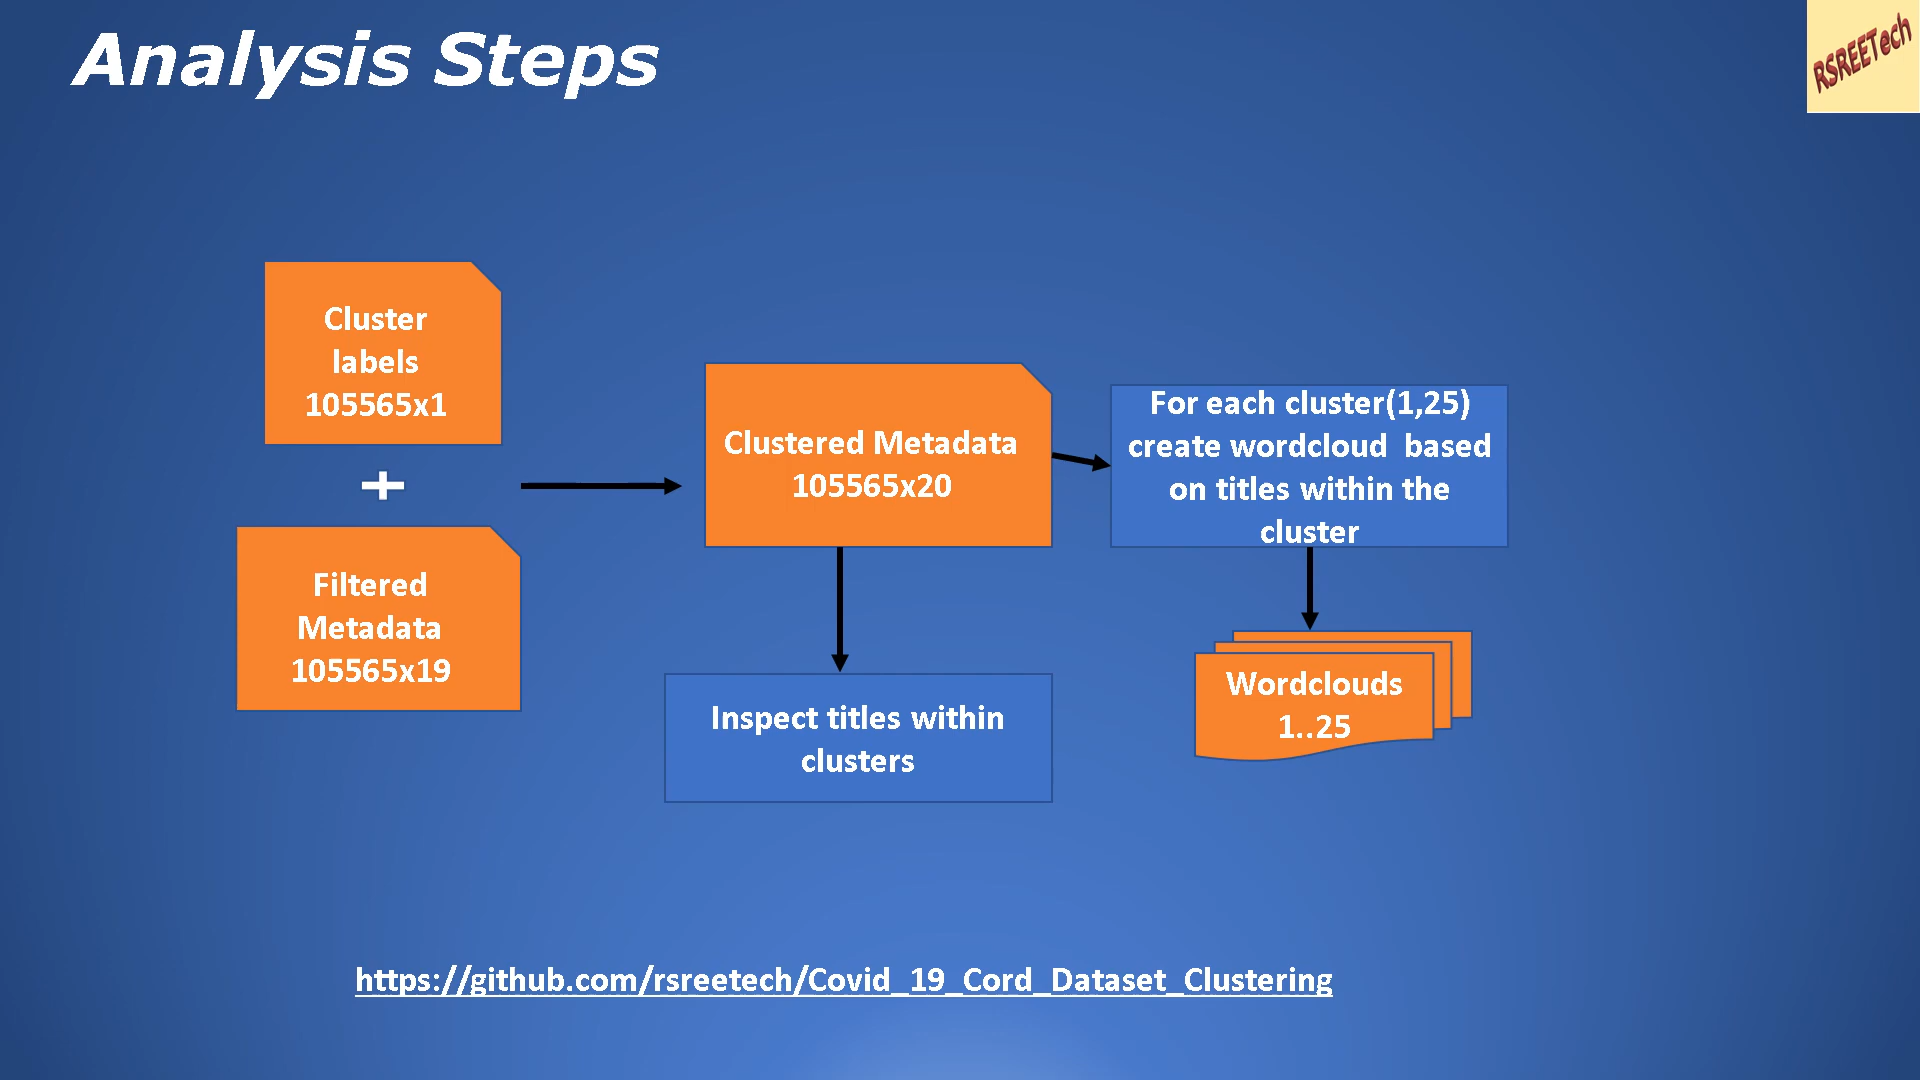 Analysis Steps
RSREETech
Cluster
labels
105565x1
+
Filtered
Metadata
105565x19
Clustered Metadata
105565x20
For each cluster(1,25)
create wordcloud based
on titles within the
cluster
Inspect titles within
clusters
Wordclouds
1..25
https://github.com/rsreetech/Covid_19_Cord_Dataset_Clustering